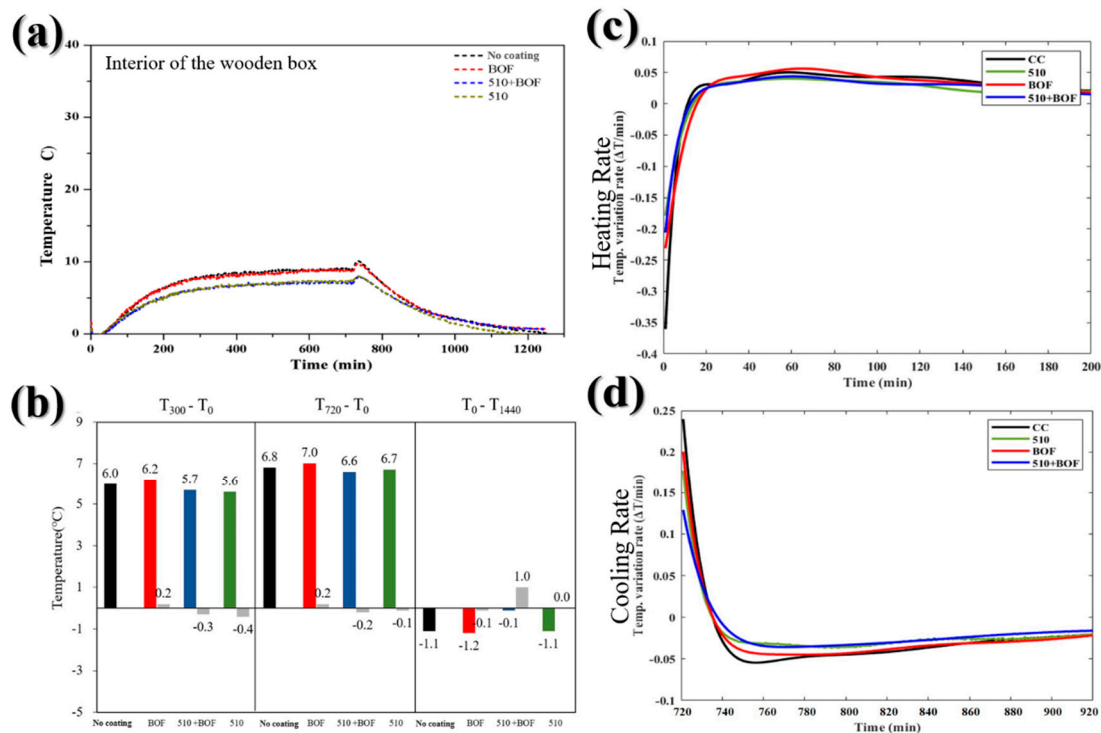 (a)
40
30
20
10
0
Temperature C)
Interior of the wooden box
No coating
BOF
510+BOF
510
0 200 400 600 800 1000 1200
Time (min)
(b)
T300 - T0 T720 - T0 T0 - T1440
9
7
5
3
1
-1
-3
-5
Temperature(°C)
6.0 6.2 0.2 5.7 -0.3 5.6 -0.4
6.8 7.0 0.2 6.6 -0.2 6.7 -0.1
-1.1 -1.2 -0.1 -0.1 1.0 -1.1 0.0
No coating BOF 510 +BOF 510 No coating BOF 510 +BOF 510 No coating BOF 510+BOF 510
(c)
0.1
0.05
0
-0.05
-0.1
-0.15
-0.2
-0.25
-0.3
-0.35
-0.4
Heating Rate
Temp. variation rate (ΔT/min)
CC
510
BOF
510+BOF
0 20 40 60 80 100 120 140 160 180 200
Time (min)
(d)
0.25
0.2
0.15
0.1
0.05
0
-0.05
-0.1
Cooling Rate
Temp. variation rate (ΔT/min)
CC
510
BOF
510+BOF
720 740 760 780 800 820 840 860 880 900 920
Time (min)